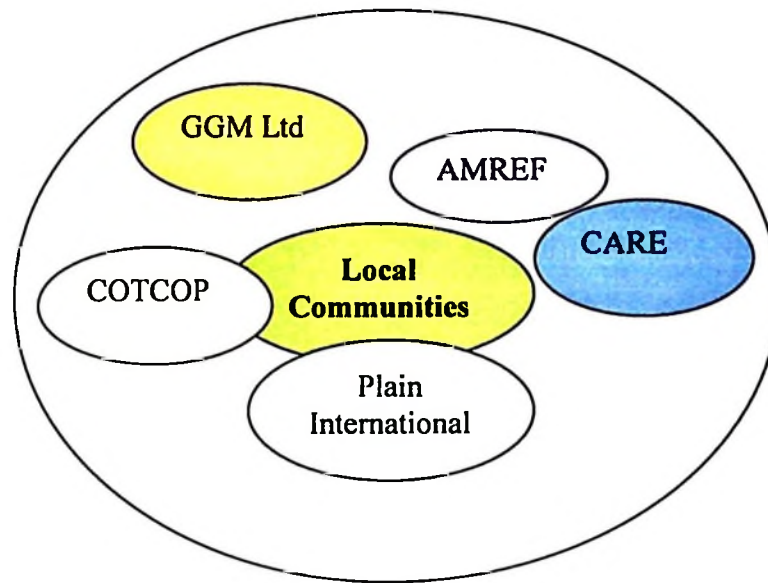 GGM Ltd
AMREF
CARE
COTCOP
Local
Communities
Plain
International